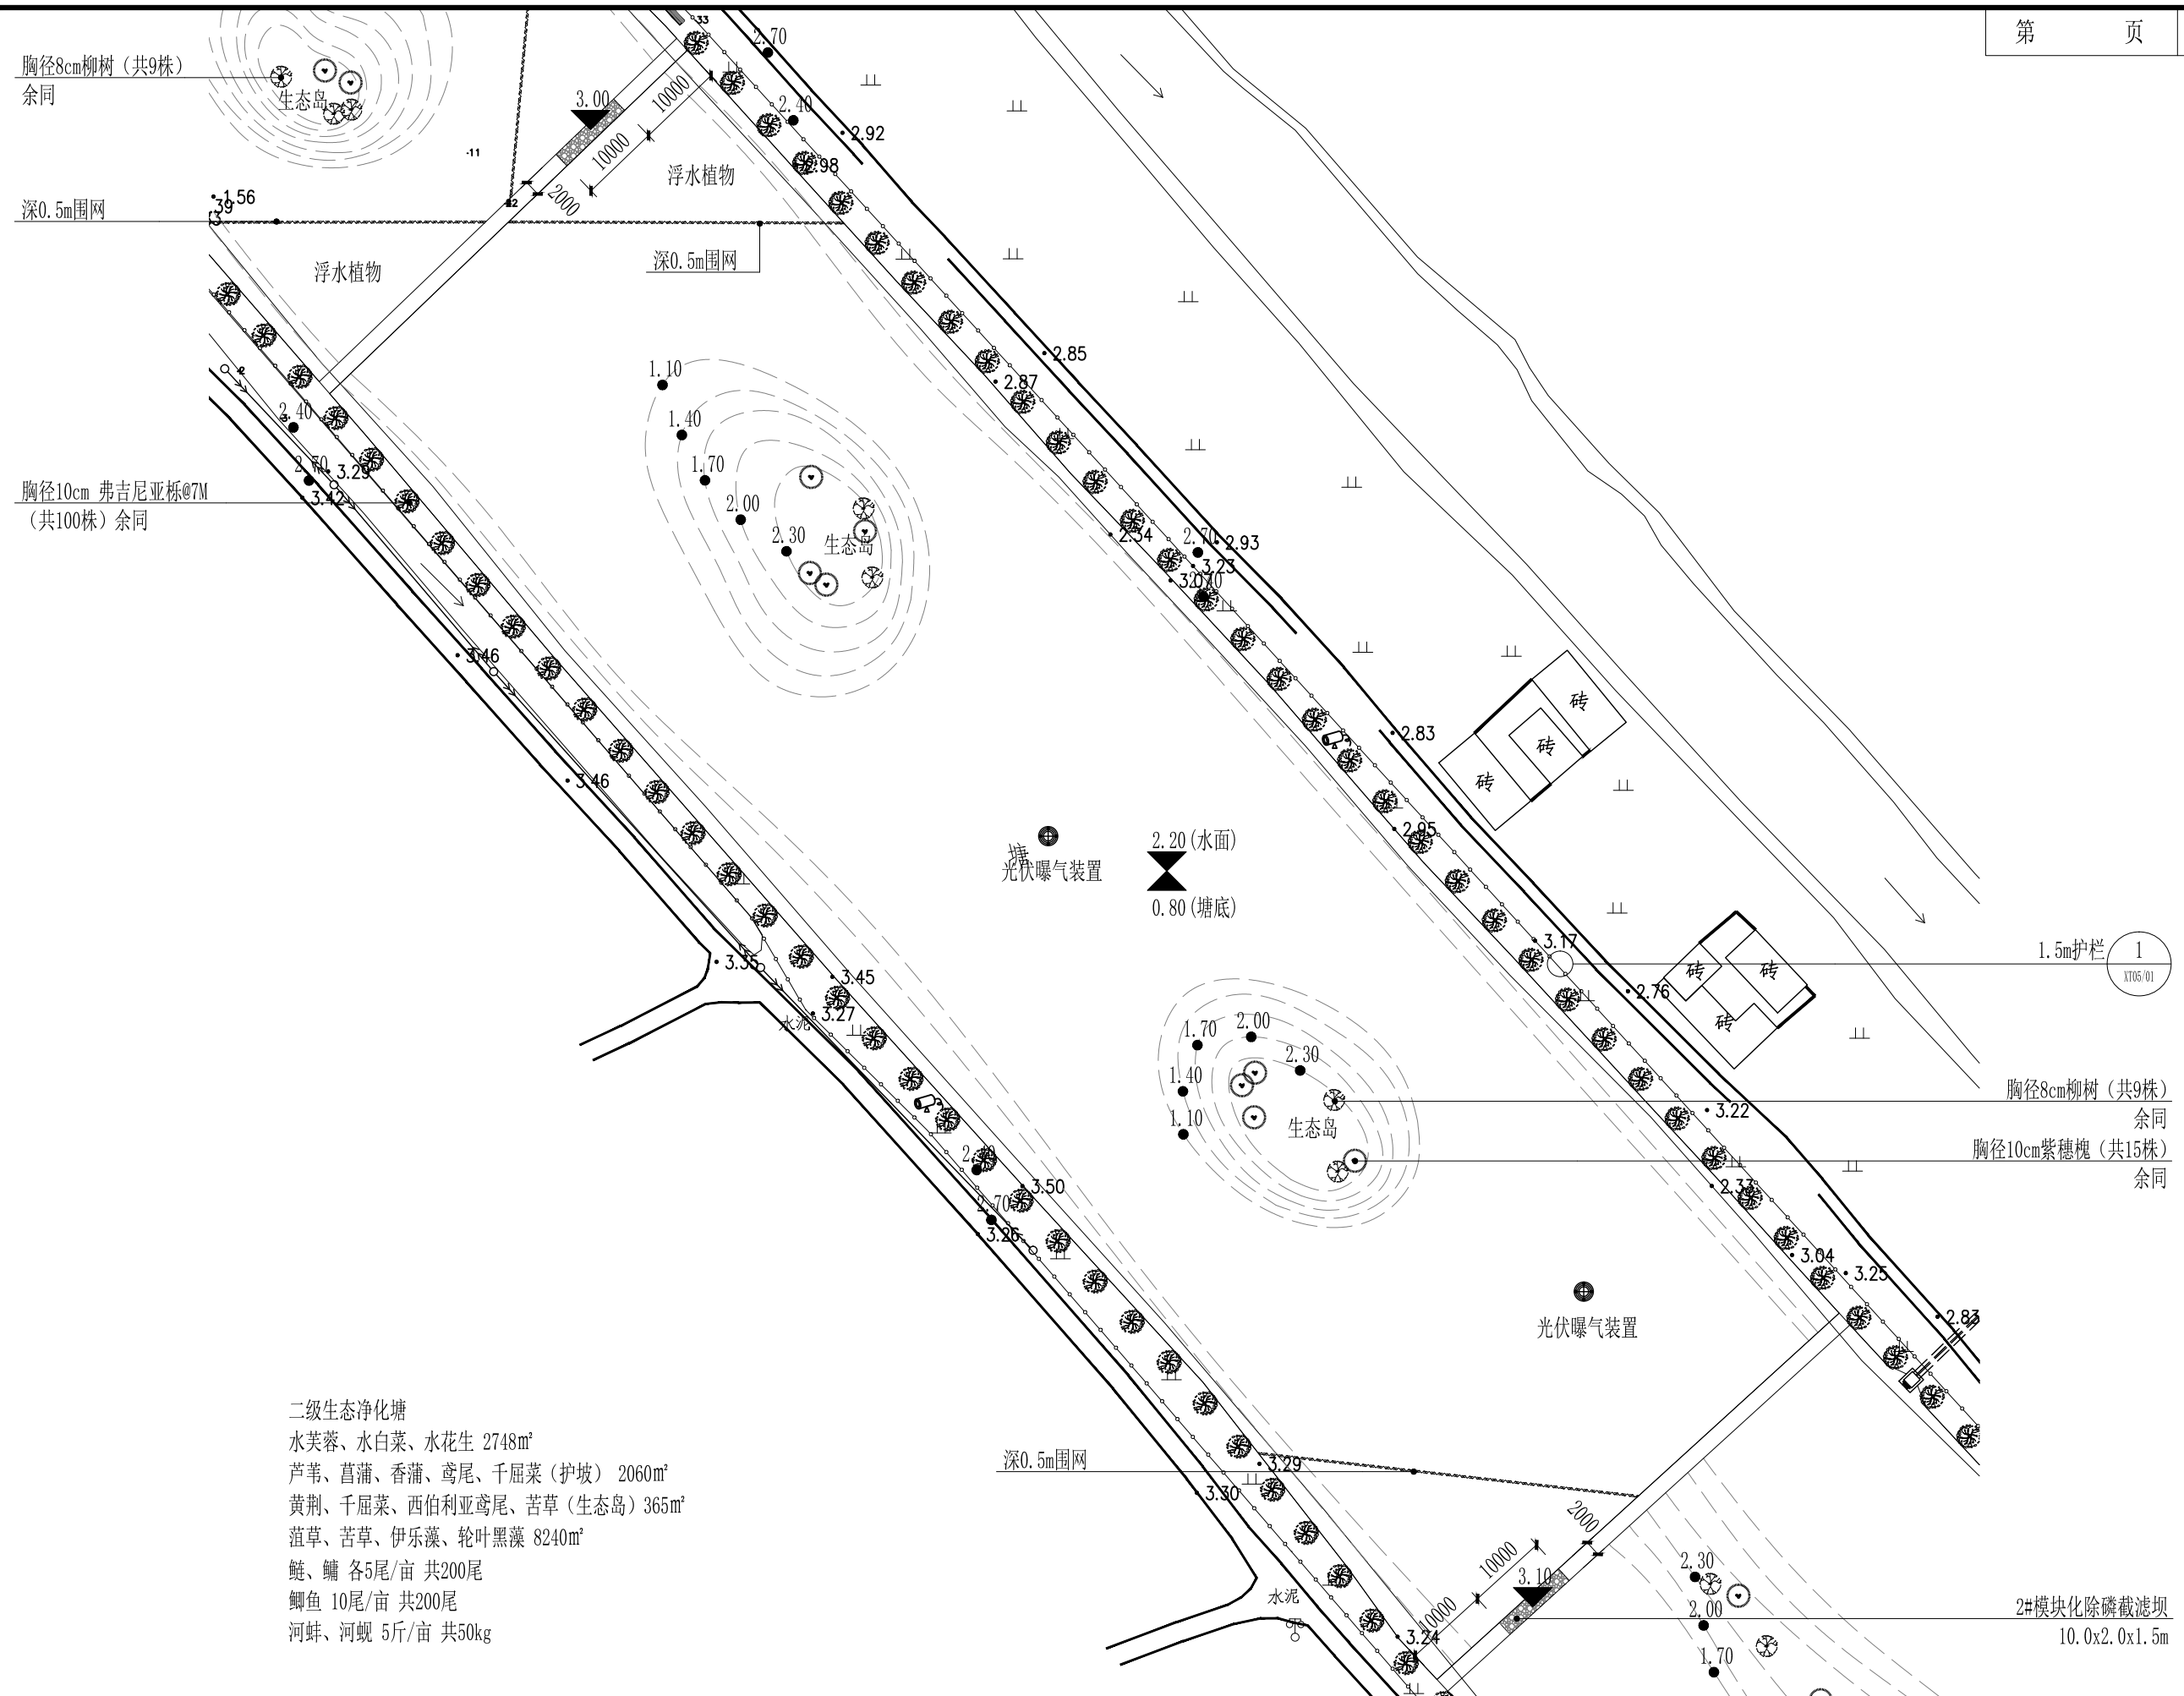 第 页
33
2.70
胸径8cm柳树（共9株）
余同
生态岛
3.00
10000
2.40
2.92
10000
2.98
-11
浮水植物
1.56
39
13
2000
深0.5m围网
深0.5m围网
浮水植物
2.85
1.10
2.87
2.40
1.40
2.70
3.29
1.70
胸径10cm 弗吉尼亚栎@7M
3.42
（共100株）余同
2.00
2.30
生态岛
2.34
2.70
2.93
3.23
3.07
3.46
砖
砖
砖
2.83
3.46
2.95
2.20(水面)
塘
光伏曝气装置
0.80(塘底)
3.17
1.5m护栏
1
XT05/01
3.35
3.45
砖
砖
砖
2.76
3.27
水泥
1.70
2.00
2.30
1.40
胸径8cm柳树（共9株）
余同
3.22
1.10
生态岛
胸径10cm紫穗槐（共15株）
余同
3.50
2.33
2.70
3.26
3.04
3.25
2.83
光伏曝气装置
二级生态净化塘
水芙蓉、水白菜、水花生 2748㎡
芦苇、菖蒲、香蒲、鸢尾、千屈菜（护坡） 2060㎡
黄荆、千屈菜、西伯利亚鸢尾、苦草（生态岛）365㎡
菹草、苦草、伊乐藻、轮叶黑藻 8240㎡
鲢、鳙 各5尾/亩 共200尾
鲫鱼 10尾/亩 共200尾
河蚌、河蚬 5斤/亩 共50kg
深0.5m围网
3.29
3.30
2000
10000
3.10
2.30
水泥
2.00
10000
2#模块化除磷截滤坝
10.0x2.0x1.5m
3.24
1.70